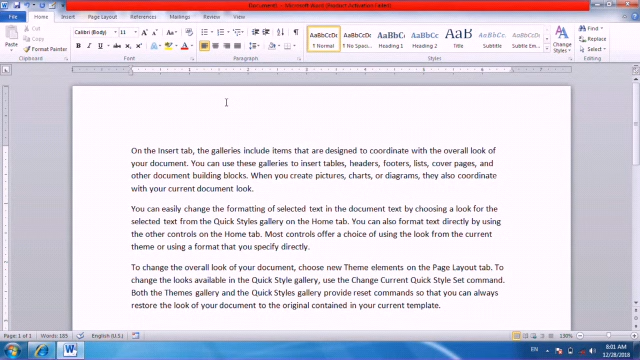 Document1 - Microsoft Word (Product Activation Failed)
File Home Insert Page Layout References Mailings Review View
Paste Cut Copy Format Painter
Calibri (Body) 11
AaBbCcDc AaBbCcDc AaBbC AaBbCc AaB AaBbCc. AaBbCcDc
¶ Normal ¶ No Spac... Heading 1 Heading 2 Title Subtitle Subtle Em...
Change Styles
Find Replace Select
Clipboard Font Paragraph Styles Editing
On the Insert tab, the galleries include items that are designed to coordinate with the overall look of
your document. You can use these galleries to insert tables, headers, footers, lists, cover pages, and
other document building blocks. When you create pictures, charts, or diagrams, they also coordinate
with your current document look.
You can easily change the formatting of selected text in the document text by choosing a look for the
selected text from the Quick Styles gallery on the Home tab. You can also format text directly by using
the other controls on the Home tab. Most controls offer a choice of using the look from the current
theme or using a format that you specify directly.
To change the overall look of your document, choose new Theme elements on the Page Layout tab. To
change the looks available in the Quick Style gallery, use the Change Current Quick Style Set command.
Both the Themes gallery and the Quick Styles gallery provide reset commands so that you can always
restore the look of your document to the original contained in your current template.
Page: 1 of 1 Words: 185 English (U.S.) 130%
EN 8:01 AM
12/28/2018